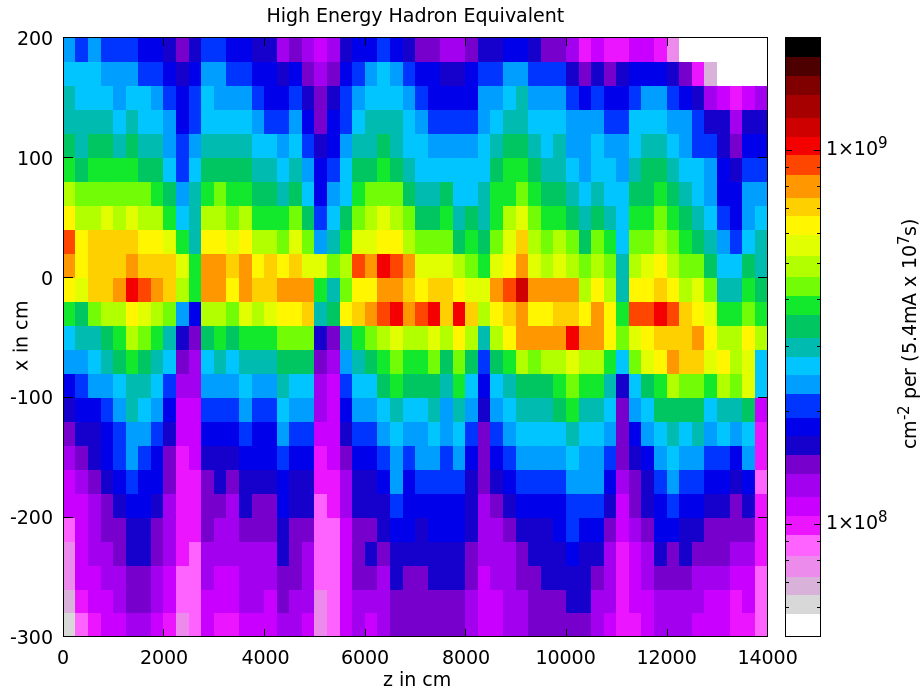 High Energy Hadron Equivalent
200
100
0
-100
-200
-300
x in cm
0 2000 4000 6000 8000 10000 12000 14000
z in cm
1×10⁹
1×10⁸
cm⁻² per (5.4mA x 10⁷s)